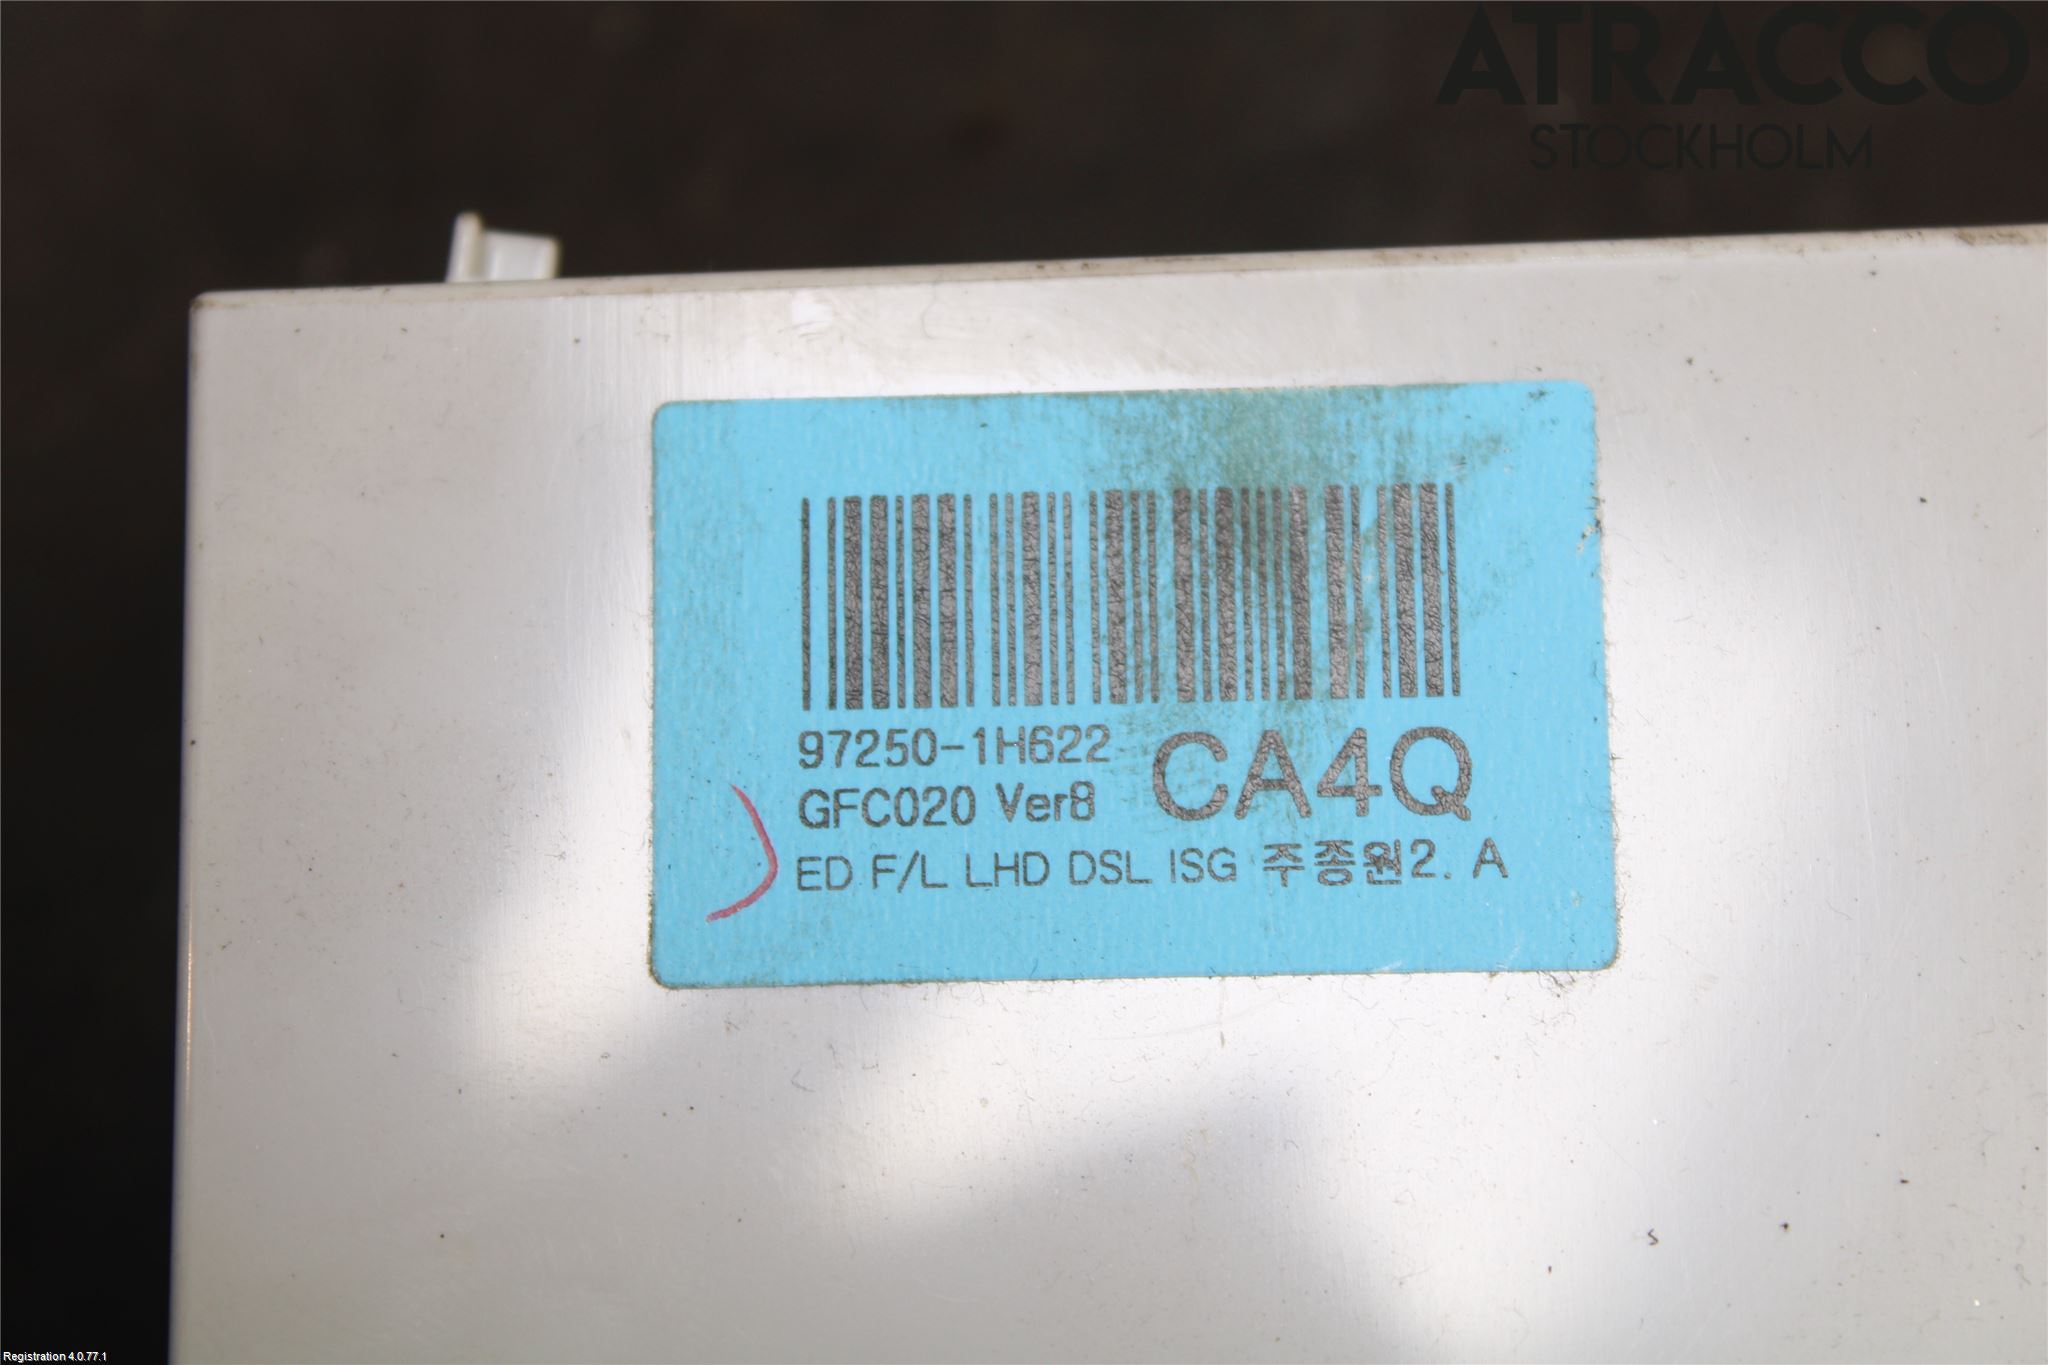 ATRACCO
STOCKHOLM
97250-1H622
GFC020 Ver8
CA4Q
ED F/L LHD DSL ISG 주종원2. A
Registration 4.0.77.1